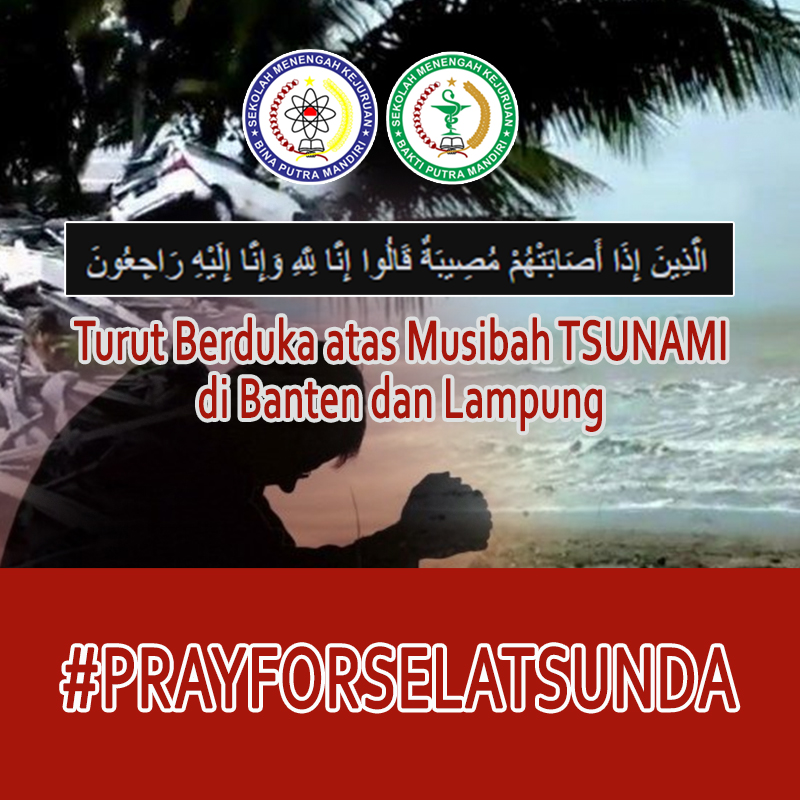 SEKOLAH MENENGAH KEJURUAN
★ BINA PUTRA MANDIRI ★
SEKOLAH MENENGAH KEJURUAN
★ BAKTI PUTRA MANDIRI ★
الَّذِينَ إِذَا أَصَابَتْهُمْ مُصِيبَةٌ قَالُوا إِنَّا لِلَّهِ وَإِنَّا إِلَيْهِ رَاجِعُونَ
Turut Berduka atas Musibah TSUNAMI
di Banten dan Lampung
#PRAYFORSELATSUNDA